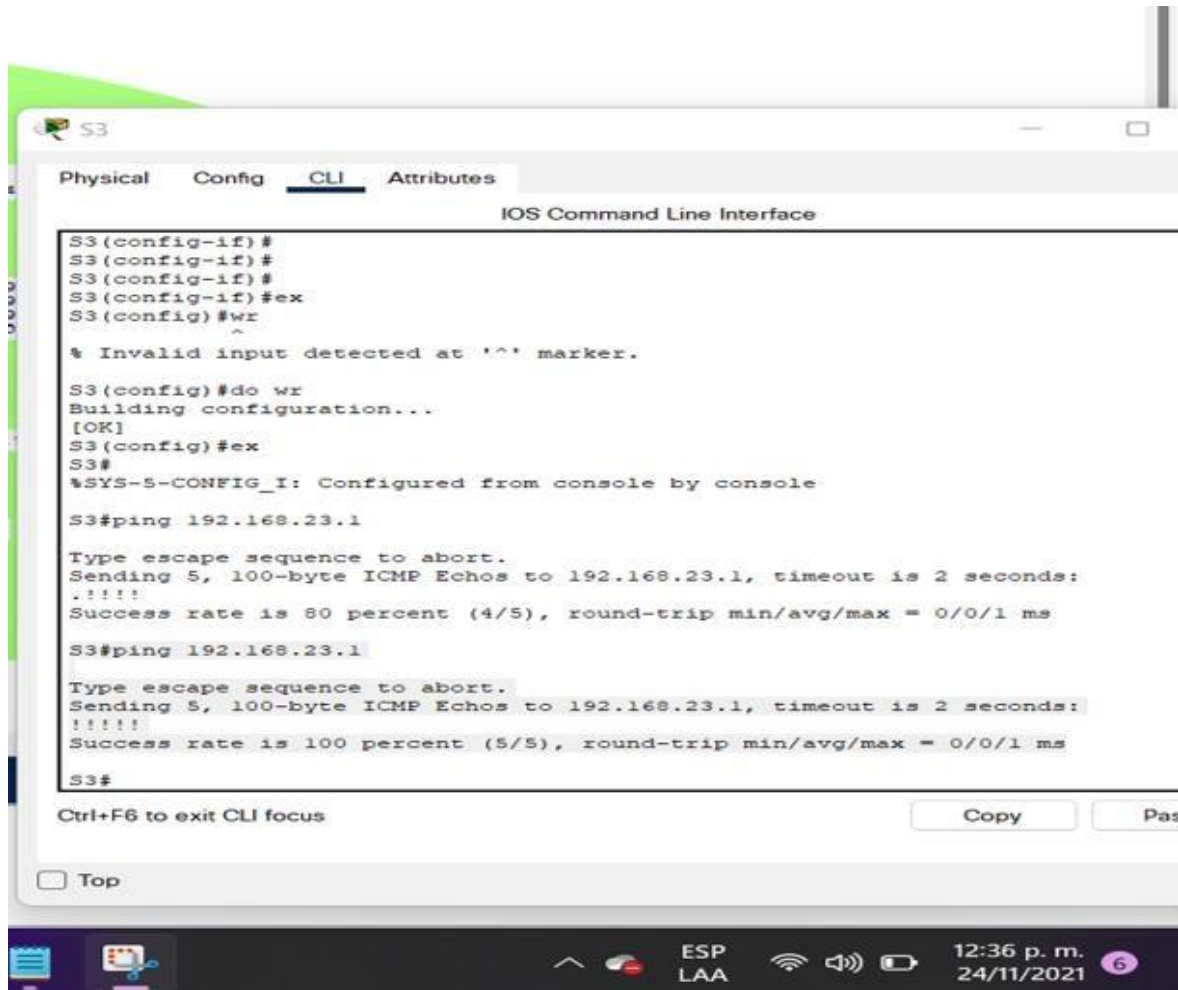 S3
Physical Config CLI Attributes
IOS Command Line Interface
S3(config-if)#
S3(config-if)#
S3(config-if)#
S3(config-if)#ex
S3(config)#wr
^
% Invalid input detected at '^' marker.
S3(config)#do wr
Building configuration...
[OK]
S3(config)#ex
S3#
%SYS-5-CONFIG_I: Configured from console by console
S3#ping 192.168.23.1
Type escape sequence to abort.
Sending 5, 100-byte ICMP Echos to 192.168.23.1, timeout is 2 seconds:
.!!!!
Success rate is 80 percent (4/5), round-trip min/avg/max = 0/0/1 ms
S3#ping 192.168.23.1
Type escape sequence to abort.
Sending 5, 100-byte ICMP Echos to 192.168.23.1, timeout is 2 seconds:
!!!!!
Success rate is 100 percent (5/5), round-trip min/avg/max = 0/0/1 ms
S3#
Ctrl+F6 to exit CLI focus
Copy
Pas
Top
ESP
LAA
12:36 p. m.
24/11/2021
6